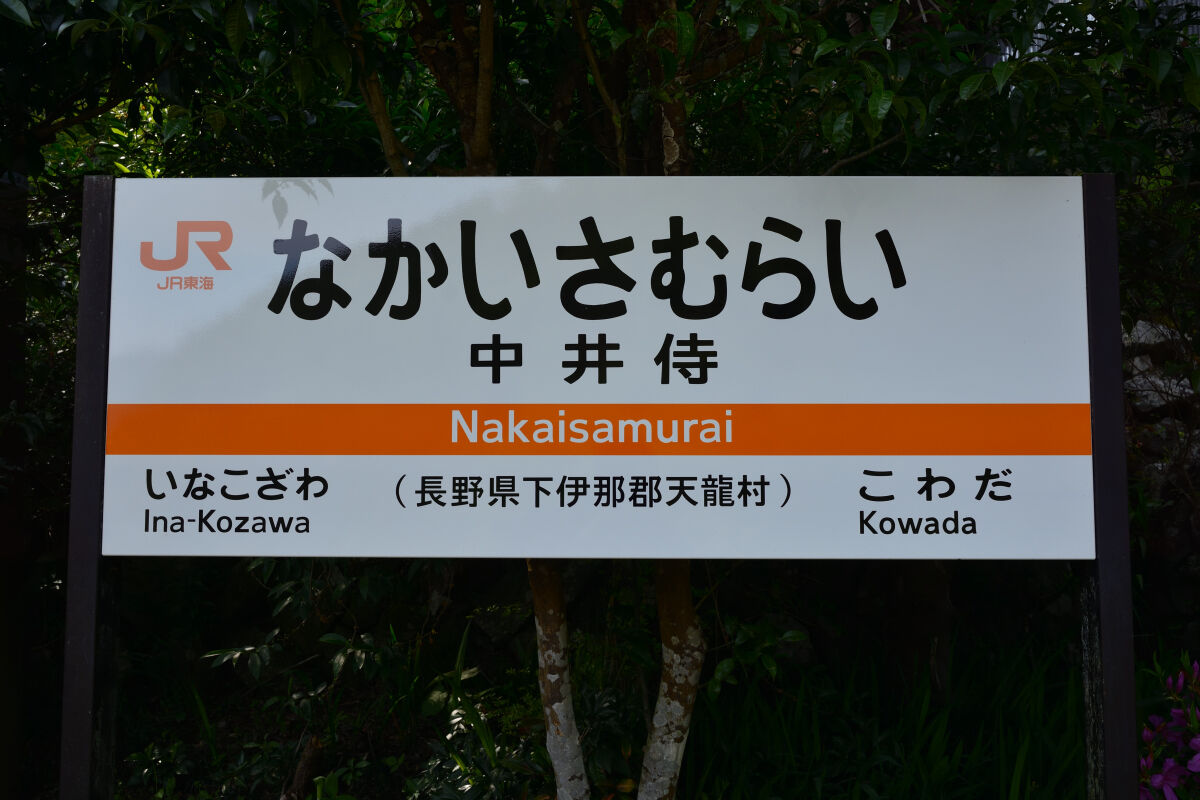 JR
JR東海
なかいさむらい
中井侍
Nakaisamurai
いなこざわ
Ina-Kozawa
（長野県下伊那郡天龍村）
こわだ
Kowada